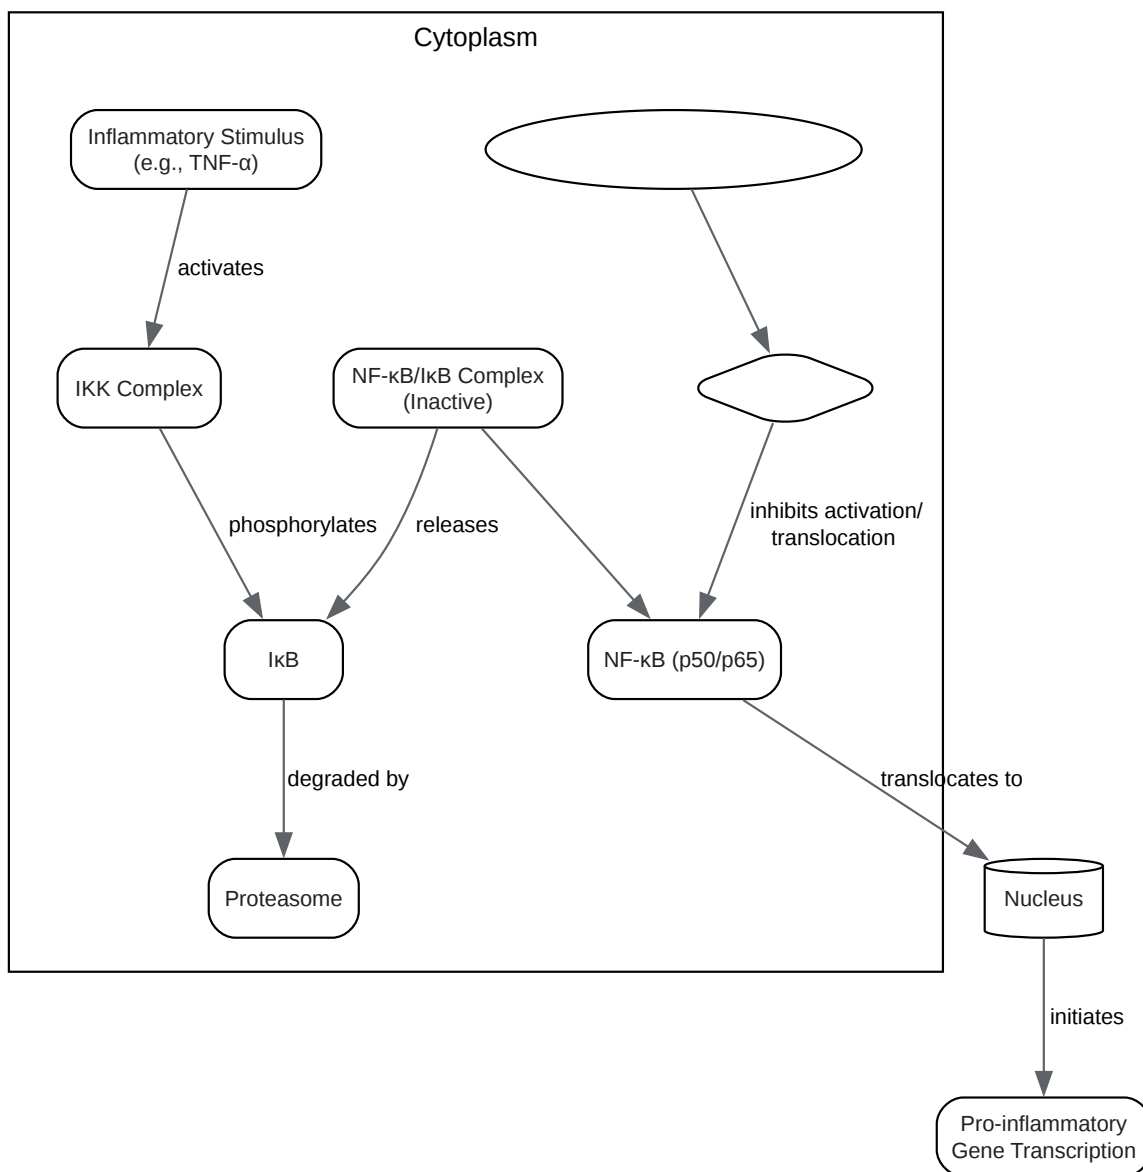 Cytoplasm
Inflammatory Stimulus
(e.g., TNF-α)
activates
IKK Complex
NF-κB/IκB Complex
(Inactive)
phosphorylates
releases
inhibits activation/
translocation
IκB
NF-κB (p50/p65)
degraded by
translocates to
Proteasome
Nucleus
initiates
Pro-inflammatory
Gene Transcription